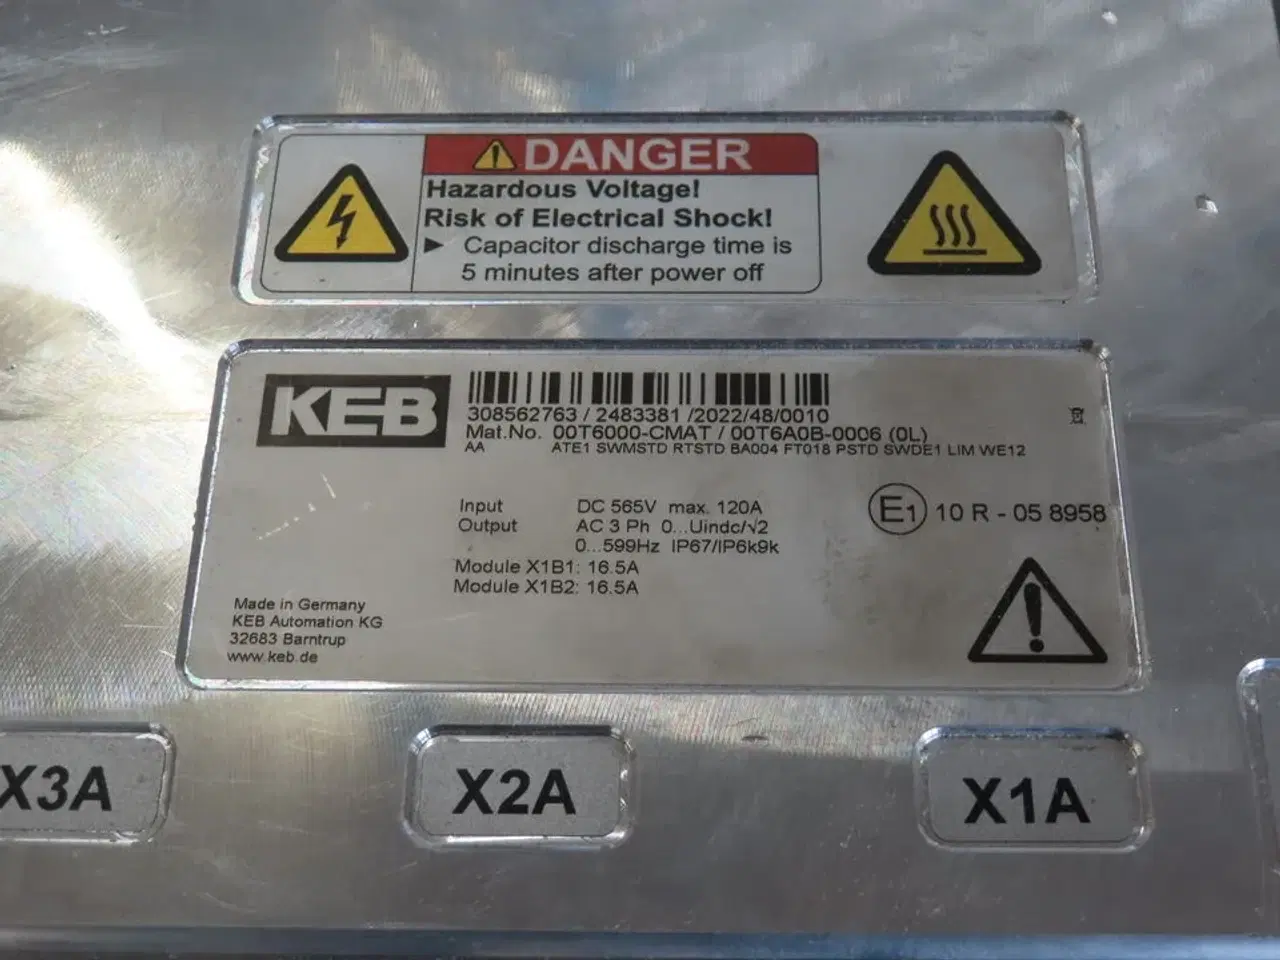 DANGER
Hazardous Voltage!
Risk of Electrical Shock!
► Capacitor discharge time is
5 minutes after power off
KEB
308562763 / 2483381 /2022/48/0010
Mat.No. 00T6000-CMAT / 00T6A0B-0006 (0L)
AA ATE1 SWMSTD RTSTD BA004 FT018 PSTD SWDE1 LIM WE12
Input DC 565V max. 120A
Output AC 3 Ph 0...Uindc/√2
0...599Hz IP67/IP6k9k
Module X1B1: 16.5A
Module X1B2: 16.5A
E1 10 R - 05 8958
Made in Germany
KEB Automation KG
32683 Barntrup
www.keb.de
X3A
X2A
X1A